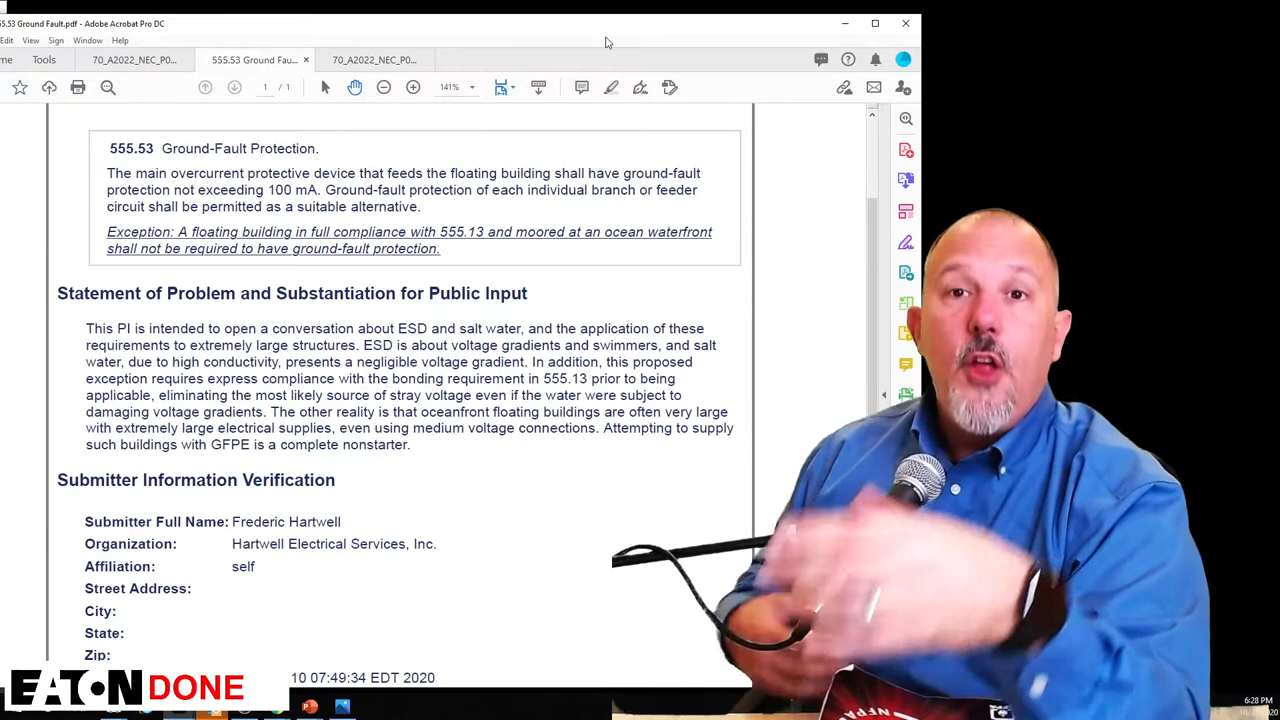 55.53 Ground Fault.pdf - Adobe Acrobat Pro DC
Edit View Sign Window Help
me Tools 70_A2022_NEC_P0... 555.53 Ground Fau... × 70_A2022_NEC_P0...
1 / 1 141%
555.53 Ground-Fault Protection.
The main overcurrent protective device that feeds the floating building shall have ground-fault
protection not exceeding 100 mA. Ground-fault protection of each individual branch or feeder
circuit shall be permitted as a suitable alternative.
Exception: A floating building in full compliance with 555.13 and moored at an ocean waterfront
shall not be required to have ground-fault protection.
Statement of Problem and Substantiation for Public Input
This PI is intended to open a conversation about ESD and salt water, and the application of these
requirements to extremely large structures. ESD is about voltage gradients and swimmers, and salt
water, due to high conductivity, presents a negligible voltage gradient. In addition, this proposed
exception requires express compliance with the bonding requirement in 555.13 prior to being
applicable, eliminating the most likely source of stray voltage even if the water were subject to
damaging voltage gradients. The other reality is that oceanfront floating buildings are often very large
with extremely large electrical supplies, even using medium voltage connections. Attempting to supply
such buildings with GFPE is a complete nonstarter.
Submitter Information Verification
Submitter Full Name: Frederic Hartwell
Organization: Hartwell Electrical Services, Inc.
Affiliation: self
Street Address:
City:
State:
Zip:
10 07:49:34 EDT 2020
EATON DONE
NFPA
6:28 PM